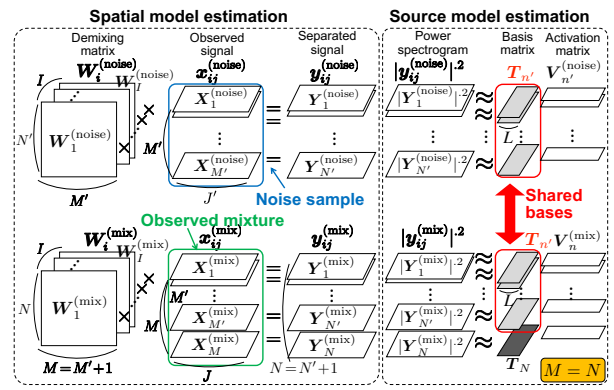 Spatial model estimation
Source model estimation
Demixing matrix
Observed signal
Separated signal
Power spectrogram
Basis matrix
Activation matrix
I
W_i^(noise)
W_I^(noise)
x_ij^(noise)
y_ij^(noise)
|y_ij^(noise)|.²
T_n′
V_n′^(noise)
N′
W_1^(noise)
M′
X_1^(noise)
=
Y_1^(noise)
|Y_1^(noise)|.²
≈
L
X_M′^(noise)
=
Y_N′^(noise)
|Y_N′^(noise)|.²
≈
M′
J′
Noise sample
Shared bases
Observed mixture
I
W_i^(mix)
W_I^(mix)
x_ij^(mix)
y_ij^(mix)
|y_ij^(mix)|.²
T_n′
V_n^(mix)
N
W_1^(mix)
M
M′
X_1^(mix)
=
Y_1^(mix)
|Y_1^(mix)|.²
≈
L
X_M′^(mix)
=
Y_N′^(mix)
|Y_N′^(mix)|.²
≈
X_M^(mix)
=
Y_N^(mix)
|Y_N^(mix)|.²
≈
M=M′+1
J
N=N′+1
T_N
M=N